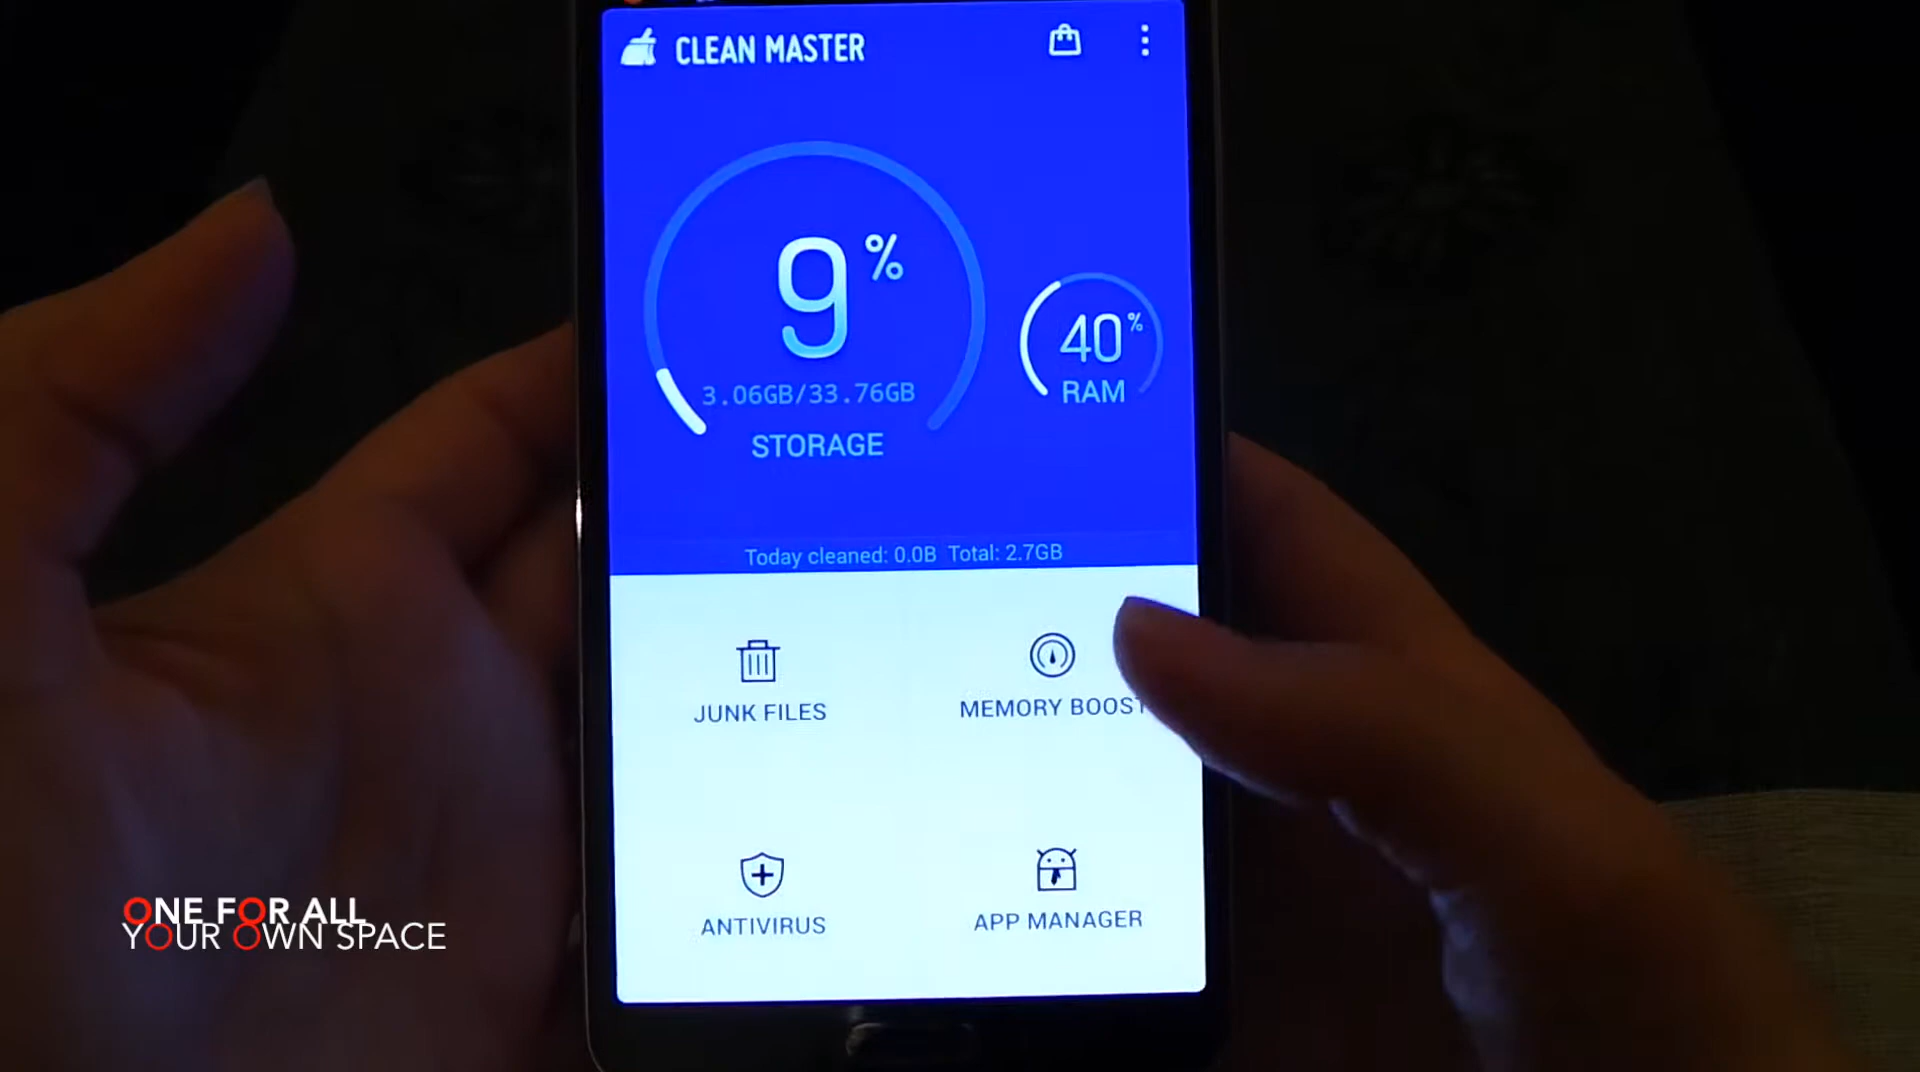 CLEAN MASTER
9%
3.06GB/33.76GB
STORAGE
40%
RAM
Today cleaned: 0.0B Total: 2.7GB
JUNK FILES
MEMORY BOOST
ANTIVIRUS
APP MANAGER
ONE FOR ALL
YOUR OWN SPACE